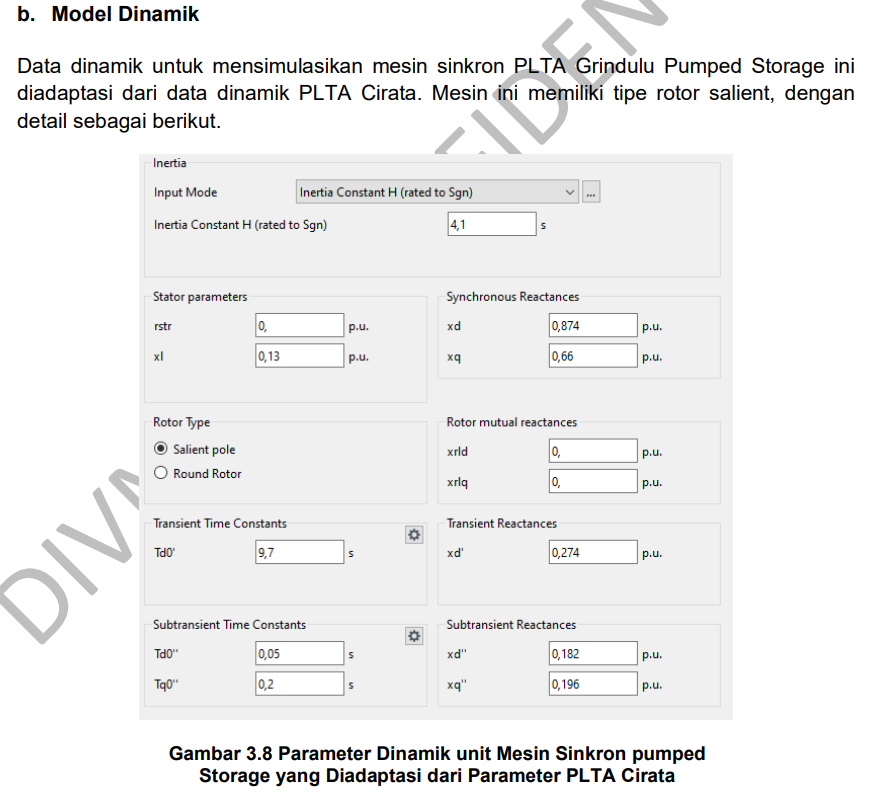 b. Model Dinamik
Data dinamik untuk mensimulasikan mesin sinkron PLTA Grindulu Pumped Storage ini
diadaptasi dari data dinamik PLTA Cirata. Mesin ini memiliki tipe rotor salient, dengan
detail sebagai berikut.
Inertia
Input Mode Inertia Constant H (rated to Sgn) ...
Inertia Constant H (rated to Sgn) 4,1 s
Stator parameters
rstr 0, p.u.
xl 0,13 p.u.
Synchronous Reactances
xd 0,874 p.u.
xq 0,66 p.u.
Rotor Type
Salient pole
Round Rotor
Rotor mutual reactances
xrld 0, p.u.
xrlq 0, p.u.
Transient Time Constants
Td0' 9,7 s
Transient Reactances
xd' 0,274 p.u.
Subtransient Time Constants
Td0'' 0,05 s
Tq0'' 0,2 s
Subtransient Reactances
xd'' 0,182 p.u.
xq'' 0,196 p.u.
Gambar 3.8 Parameter Dinamik unit Mesin Sinkron pumped
Storage yang Diadaptasi dari Parameter PLTA Cirata